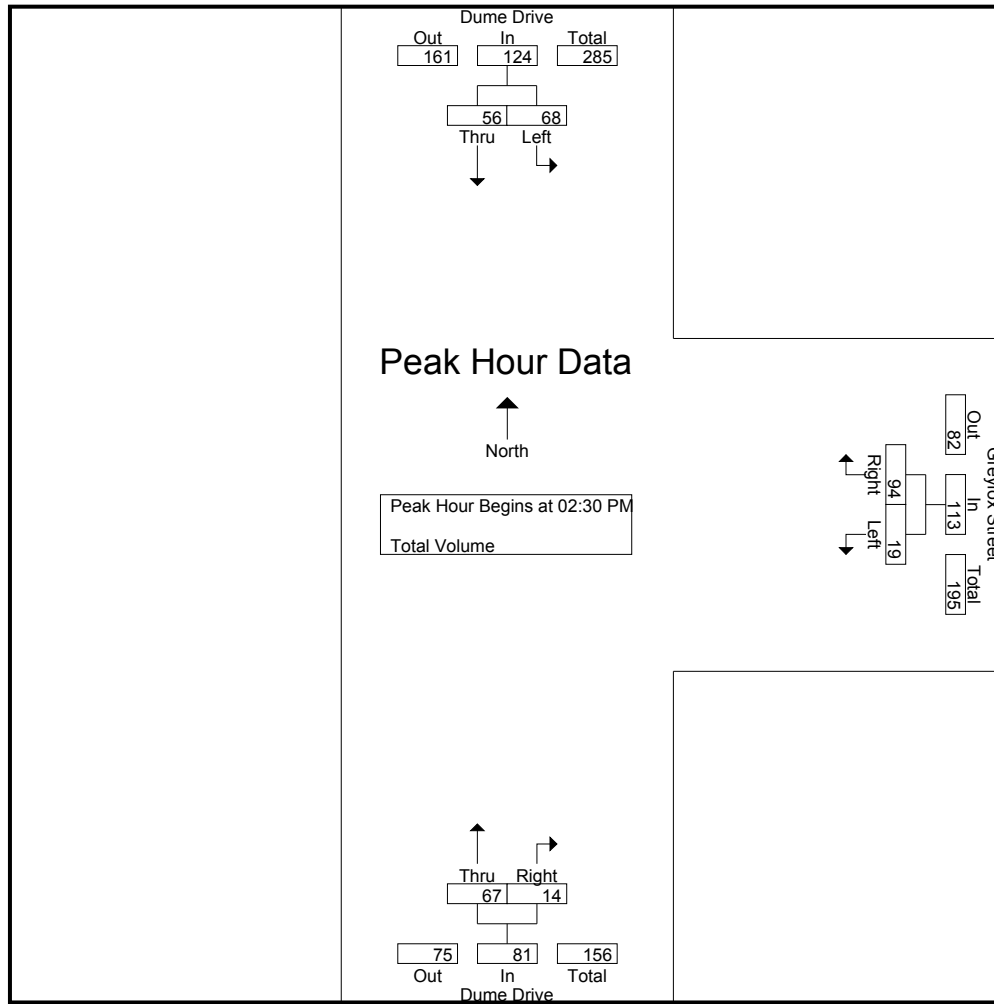 Dume Drive
Out In Total
161 124 285
56 68
Thru Left
Peak Hour Data
North
Peak Hour Begins at 02:30 PM
Total Volume
Out In Total
82 113 195
94 19
Right Left
Thru Right
67 14
75 81 156
Out In Total
Dume Drive